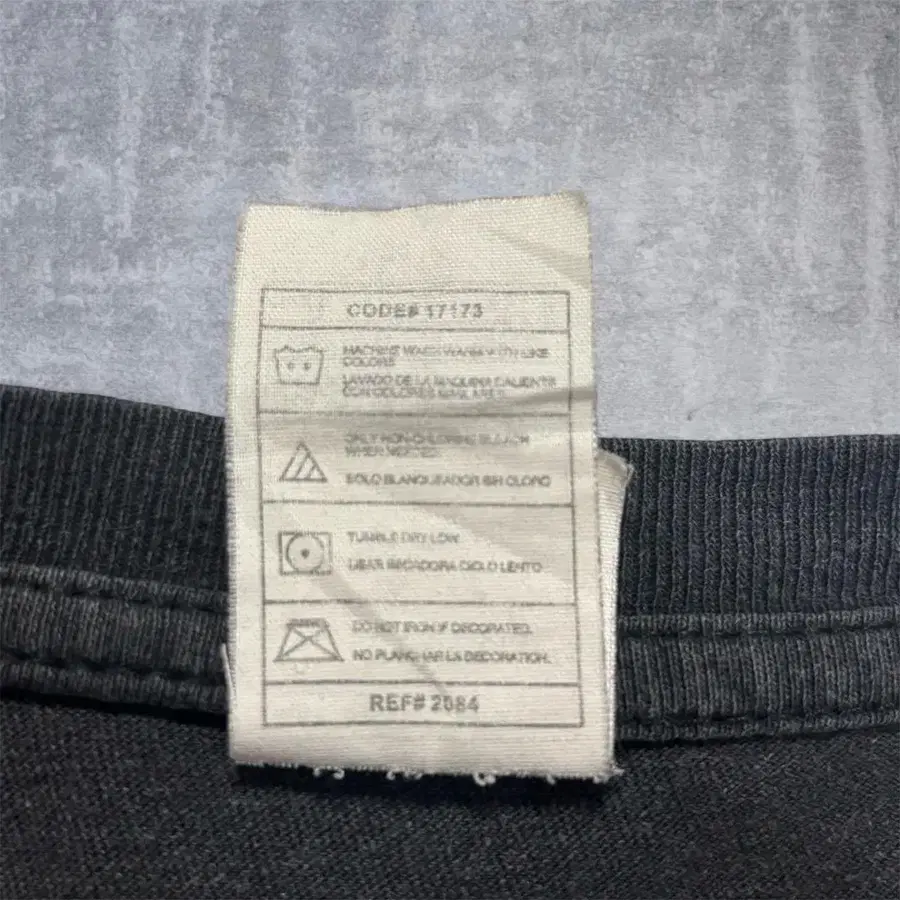 CODE# 17173
MACHINE WASH WARM WITH LIKE
COLORS
LAVADO DE LA MAQUINA CALIENTE
CON COLORES SIMILARES
ONLY NON-CHLORINE BLEACH
WHEN NEEDED.
SOLO BLANQUEADOR SIN CLORO
TUMBLE DRY LOW.
USAR SECADORA CICLO LENTO
DO NOT IRON IF DECORATED.
NO PLANCHAR LA DECORATION.
REF# 2084